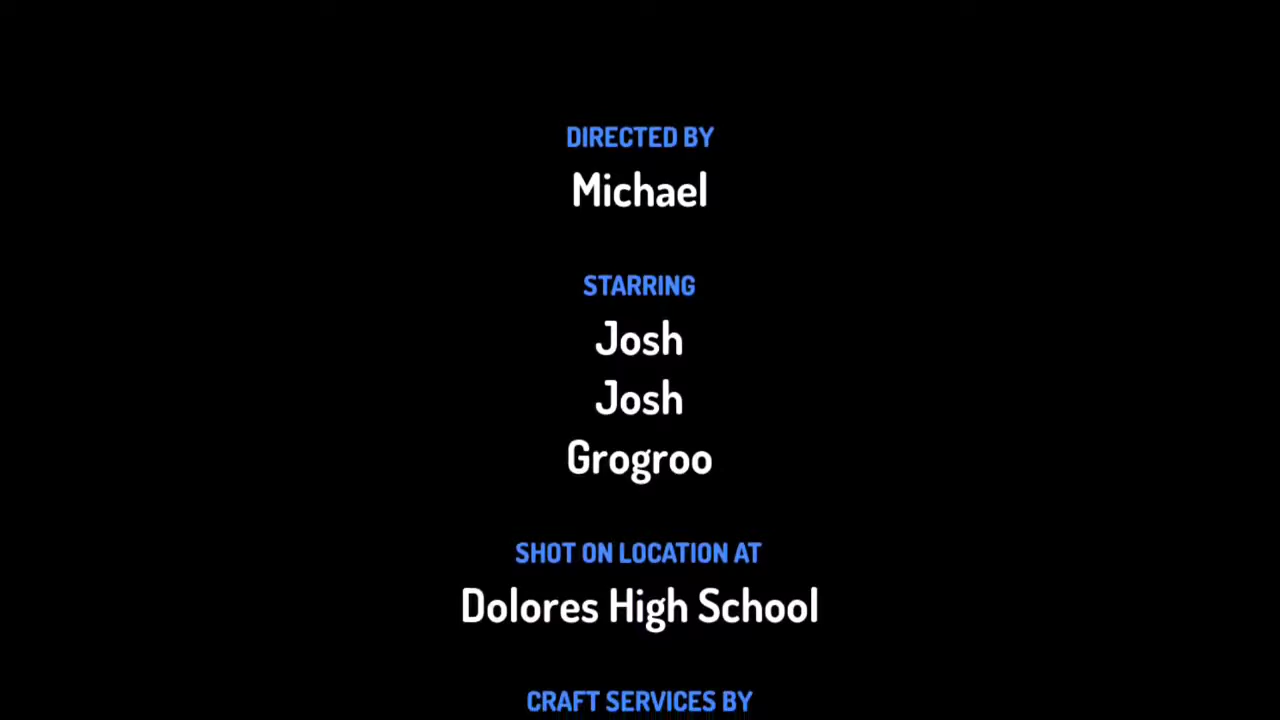 DIRECTED BY
Michael
STARRING
Josh
Josh
Grogroo
SHOT ON LOCATION AT
Dolores High School
CRAFT SERVICES BY